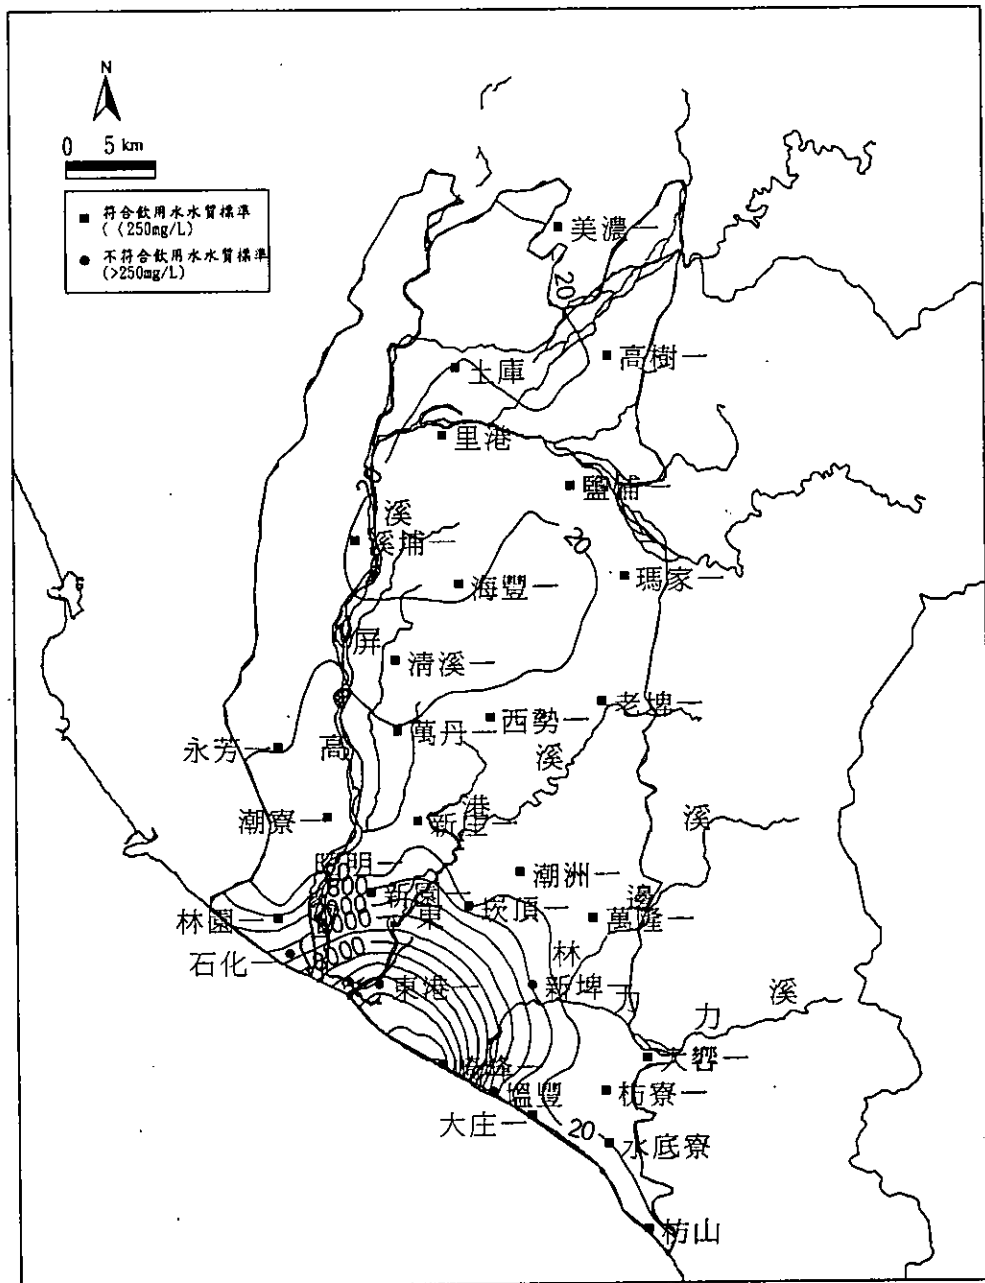 N
0 5 km
■ 符合飲用水水質標準
(<250mg/L)
● 不符合飲用水水質標準
(>250mg/L)
美濃一
20
高樹一
土庫
里港
鹽埔一
溪
溪埔一
20
海豐一
瑪家一
屏
清溪一
老埤一
西勢一
萬丹一
永芳一
高
溪
港
溪
潮寮一
新庄一
昭明一
潮洲一
新園一
崁頂一
邊
林園一
東
萬隆一
8000
林
石化一
東港一
新埤一
力
力
溪
大響一
塭豐
枋寮一
大庄一
20
水底寮
枋山